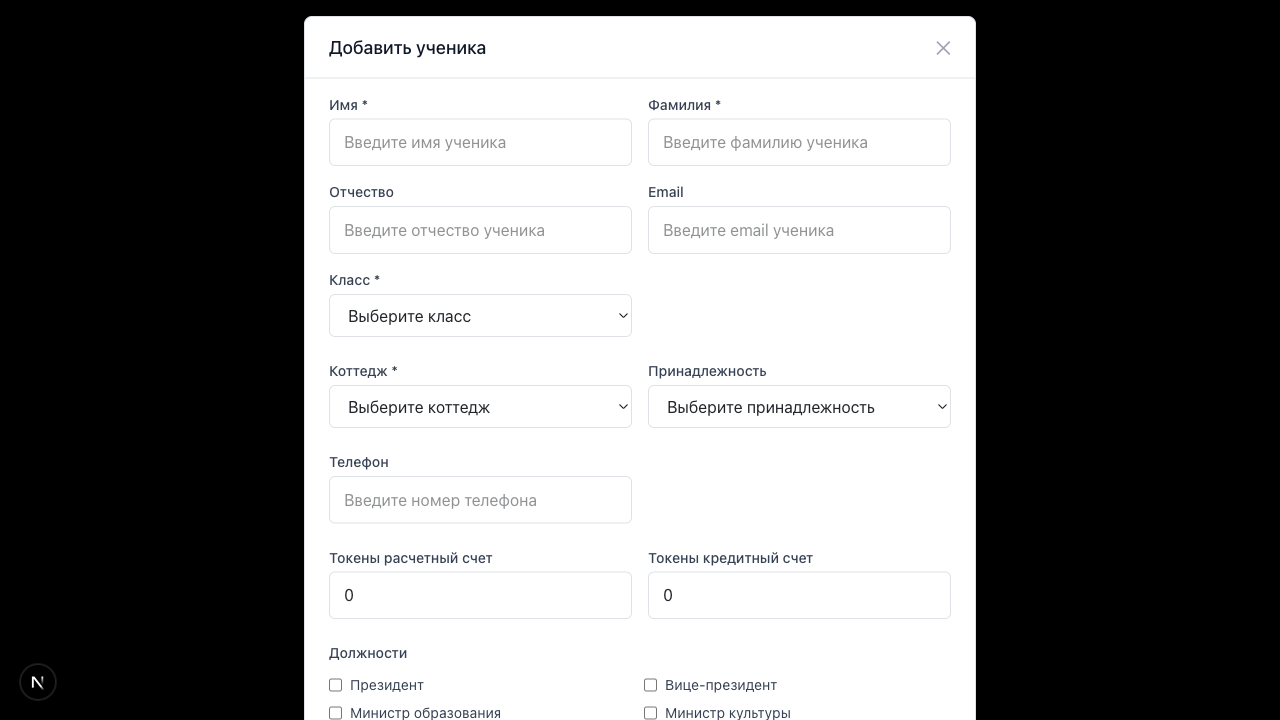 Добавить ученика
Имя * Фамилия *
Введите имя ученика Введите фамилию ученика
Отчество Email
Введите отчество ученика Введите email ученика
Класс *
Выберите класс
Коттедж * Принадлежность
Выберите коттедж Выберите принадлежность
Телефон
Введите номер телефона
Токены расчетный счет Токены кредитный счет
0 0
Должности
Президент Вице-президент
Министр образования Министр культуры
N